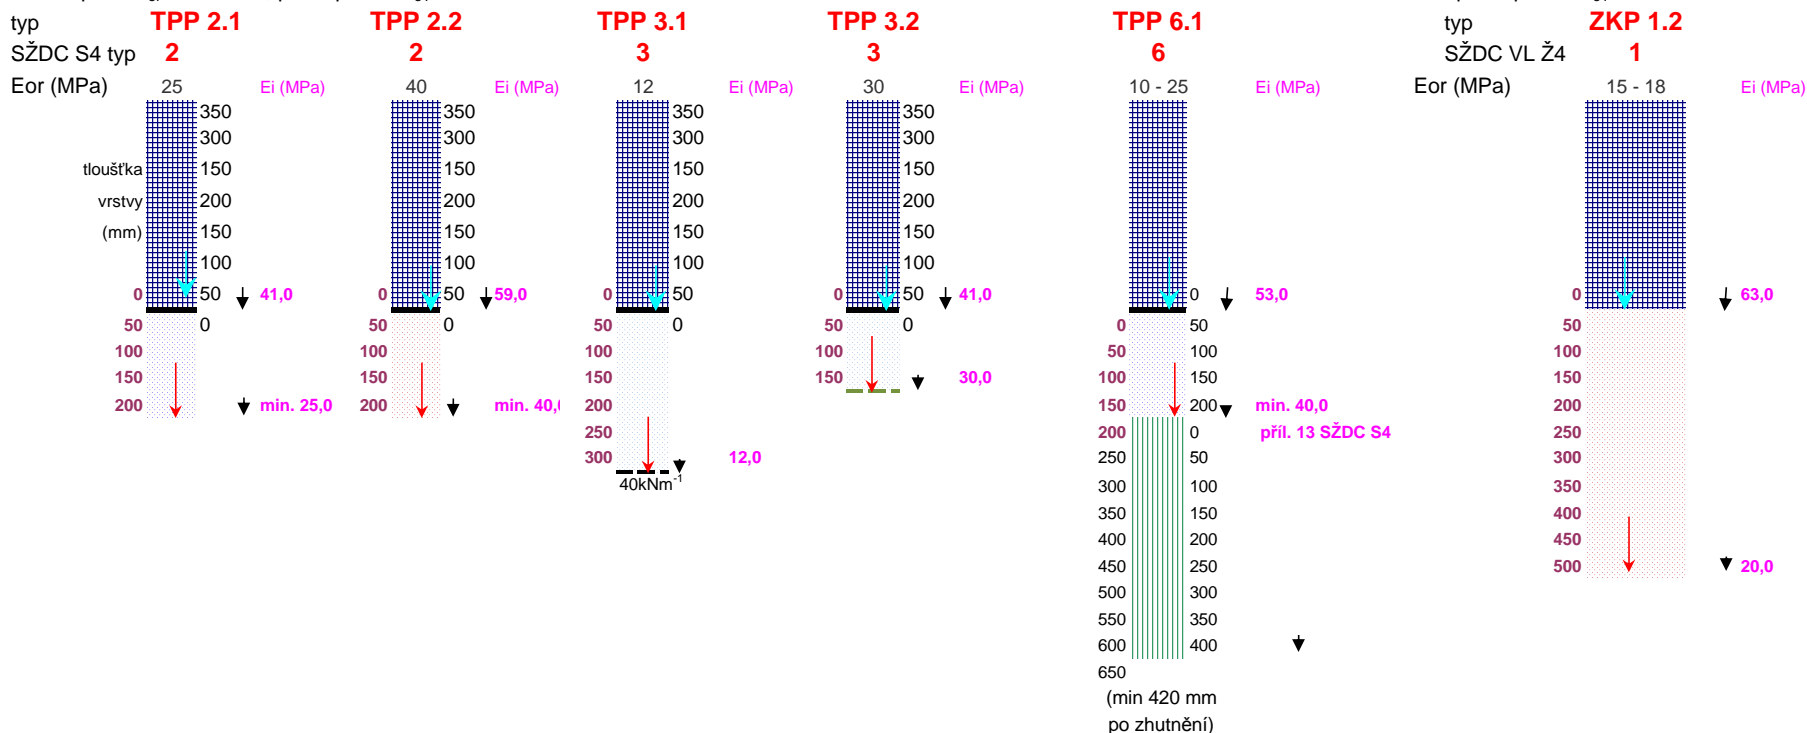 typ TPP 2.1 TPP 2.2 TPP 3.1 TPP 3.2 TPP 6.1 typ ZKP 1.2
SŽDC S4 typ 2 2 3 3 6 SŽDC VL Ž4 1
Eor (MPa) 25 Ei (MPa) 40 Ei (MPa) 12 Ei (MPa) 30 Ei (MPa) 10 - 25 Ei (MPa) Eor (MPa) 15 - 18 Ei (MPa)
350 350 350 350
300 300 300 300
tloušťka 150 150 150 150
vrstvy 200 200 200 200
(mm) 150 150 150 150
100 100 100 100
0 50 41,0 0 50 59,0 0 50 0 50 41,0 0 53,0 0 63,0
50 0 50 0 50 0 50 0 0 50 50
100 100 100 100 50 100 100
150 150 150 150 30,0 100 150 150
200 min. 25,0 200 min. 40,0 200 150 200 min. 40,0 200
250 200 0 příl. 13 SŽDC S4 250
300 12,0 250 50 300
40kNm-1 300 100 350
350 150 400
400 200 450
450 250 500 20,0
500 300
550 350
600 400
650
(min 420 mm
po zhutnění)